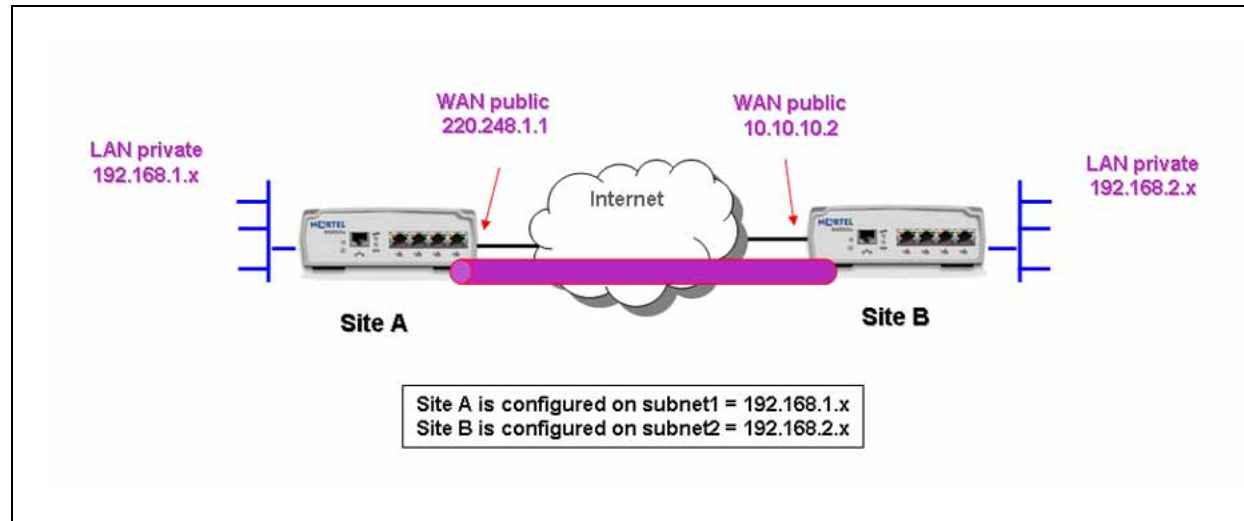 WAN public
220.248.1.1
WAN public
10.10.10.2
LAN private
192.168.1.x
LAN private
192.168.2.x
Internet
NORTEL
NORTEL
Site A
Site B
Site A is configured on subnet1 = 192.168.1.x
Site B is configured on subnet2 = 192.168.2.x